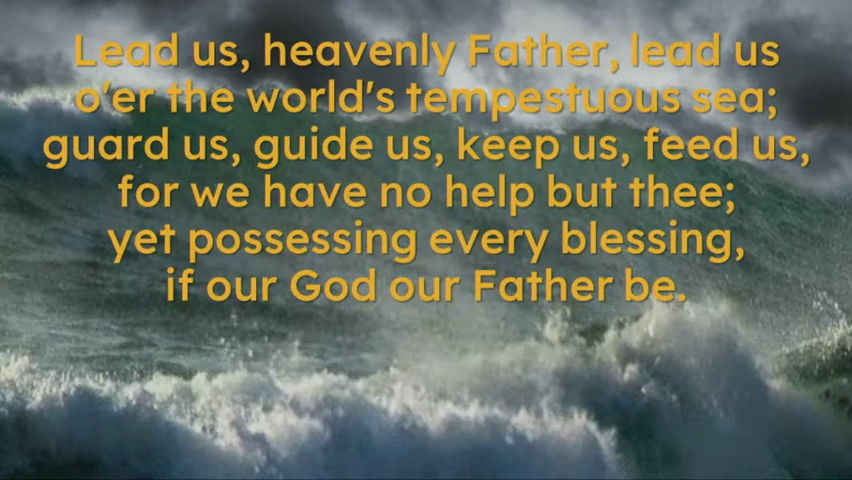 Lead us, heavenly Father, lead us
o'er the world's tempestuous sea;
guard us, guide us, keep us, feed us,
for we have no help but thee;
yet possessing every blessing,
if our God our Father be.